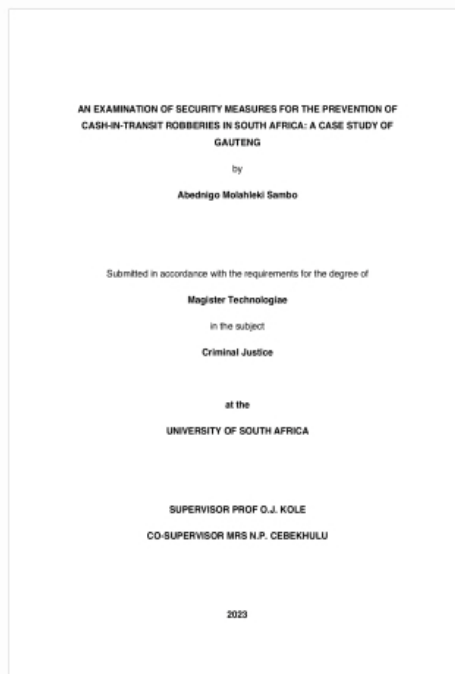 AN EXAMINATION OF SECURITY MEASURES FOR THE PREVENTION OF
CASH-IN-TRANSIT ROBBERIES IN SOUTH AFRICA: A CASE STUDY OF
GAUTENG
by
Abednigo Molahleki Sambo
Submitted in accordance with the requirements for the degree of
Magister Technologiae
in the subject
Criminal Justice
at the
UNIVERSITY OF SOUTH AFRICA
SUPERVISOR PROF O.J. KOLE
CO-SUPERVISOR MRS N.P. CEBEKHULU
2023